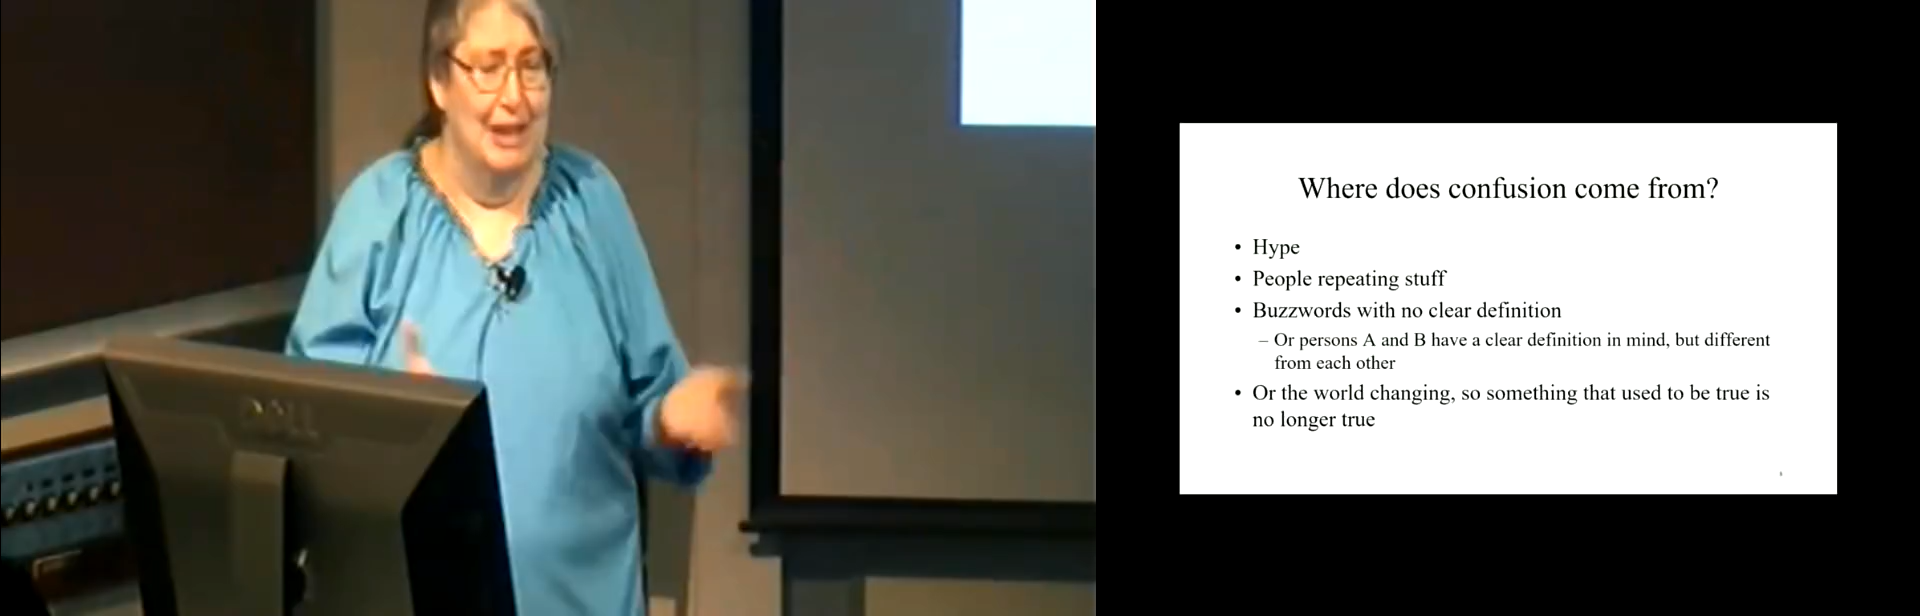 DELL
Where does confusion come from?
• Hype
• People repeating stuff
• Buzzwords with no clear definition
– Or persons A and B have a clear definition in mind, but different
from each other
• Or the world changing, so something that used to be true is
no longer true